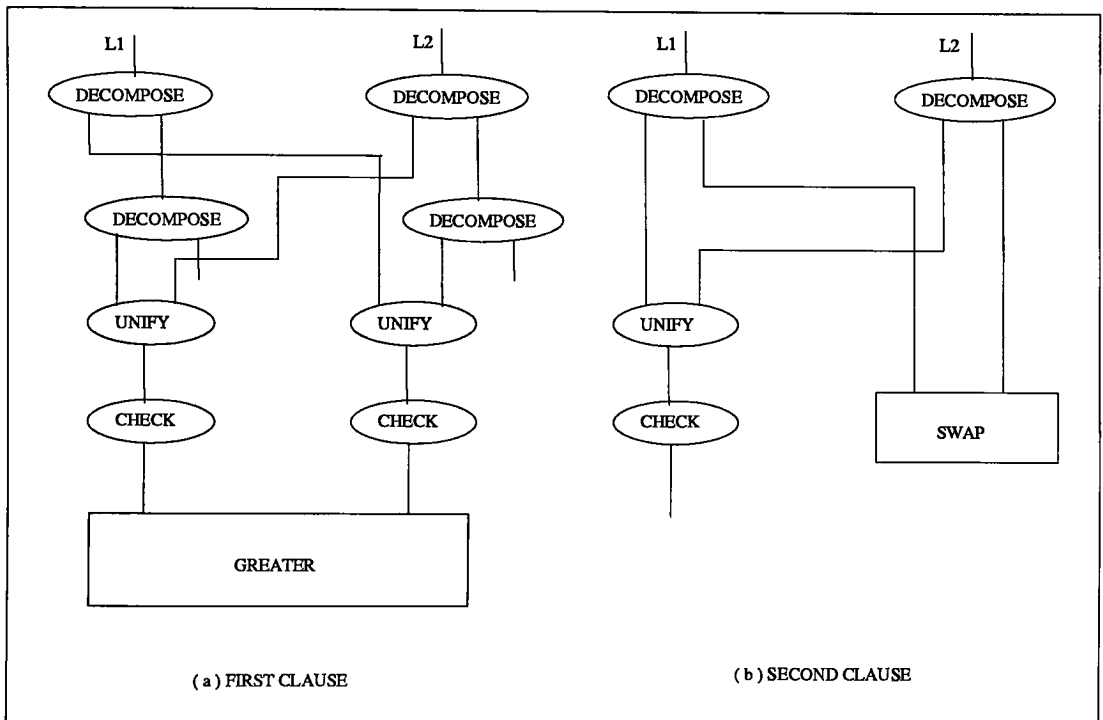 L1
L2
DECOMPOSE
DECOMPOSE
DECOMPOSE
DECOMPOSE
UNIFY
UNIFY
CHECK
CHECK
GREATER
( a ) FIRST CLAUSE
L1
L2
DECOMPOSE
DECOMPOSE
UNIFY
CHECK
SWAP
( b ) SECOND CLAUSE